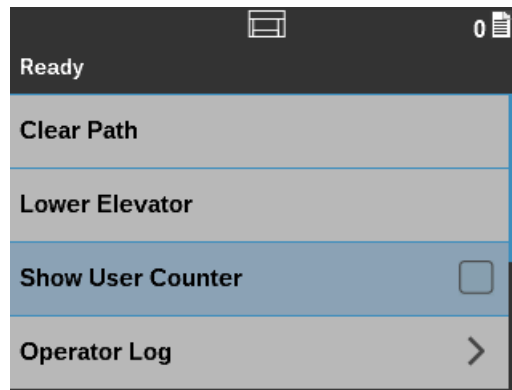 0
Ready
Clear Path
Lower Elevator
Show User Counter
Operator Log